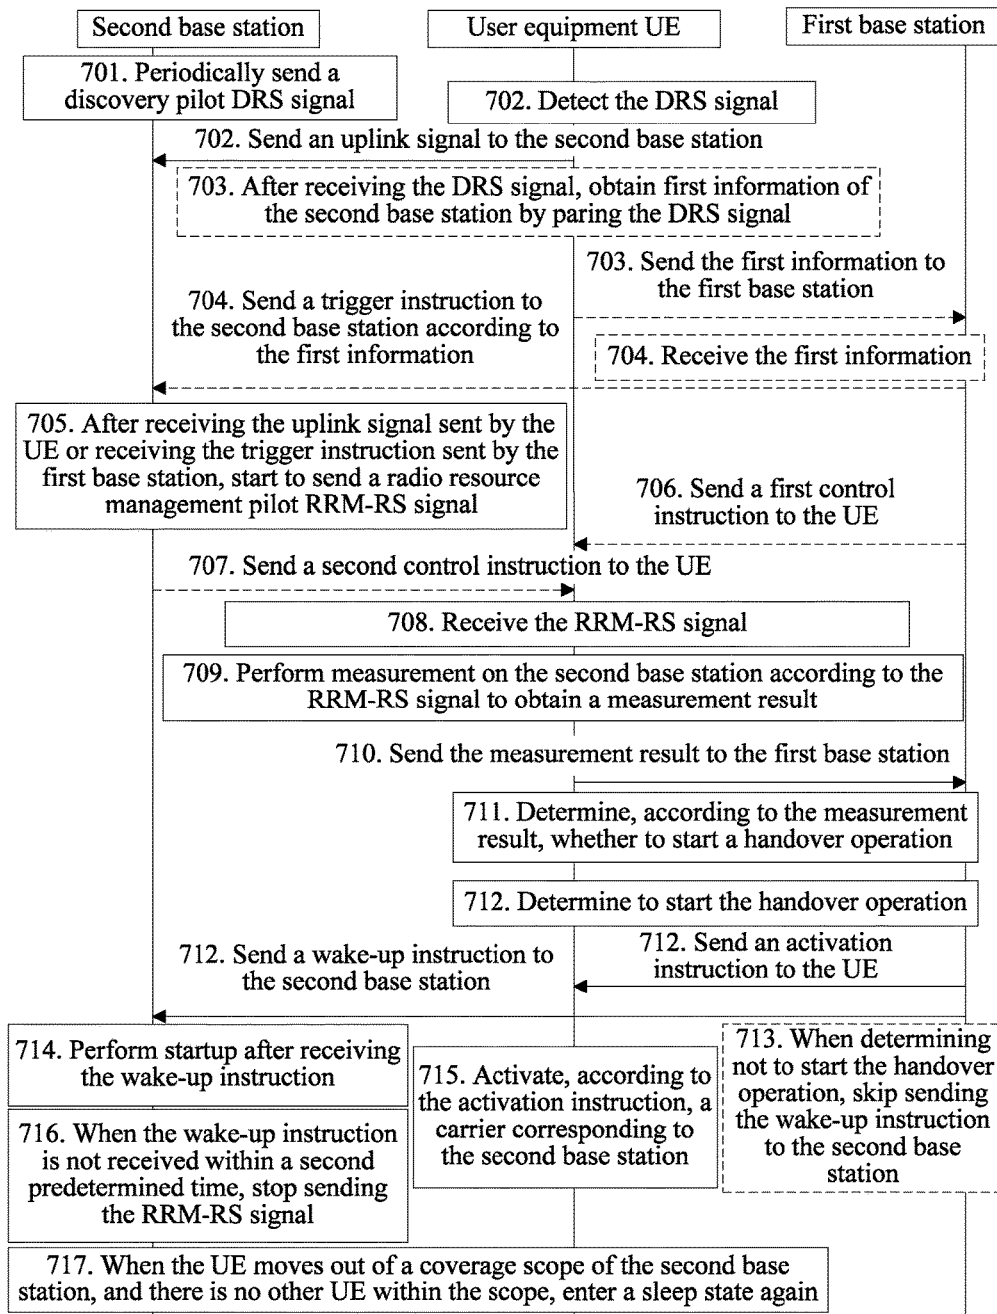 Second base station
User equipment UE
First base station
701. Periodically send a
discovery pilot DRS signal
702. Detect the DRS signal
702. Send an uplink signal to the second base station
703. After receiving the DRS signal, obtain first information of
the second base station by paring the DRS signal
703. Send the first information to
the first base station
704. Send a trigger instruction to
the second base station according to
the first information
704. Receive the first information
705. After receiving the uplink signal sent by the
UE or receiving the trigger instruction sent by the
first base station, start to send a radio resource
management pilot RRM-RS signal
706. Send a first control
instruction to the UE
707. Send a second control instruction to the UE
708. Receive the RRM-RS signal
709. Perform measurement on the second base station according to the
RRM-RS signal to obtain a measurement result
710. Send the measurement result to the first base station
711. Determine, according to the measurement
result, whether to start a handover operation
712. Determine to start the handover operation
712. Send an activation
instruction to the UE
712. Send a wake-up instruction to
the second base station
714. Perform startup after receiving
the wake-up instruction
715. Activate, according to
the activation instruction, a
carrier corresponding to
the second base station
713. When determining
not to start the handover
operation, skip sending
the wake-up instruction
to the second base
station
716. When the wake-up instruction
is not received within a second
predetermined time, stop sending
the RRM-RS signal
717. When the UE moves out of a coverage scope of the second base
station, and there is no other UE within the scope, enter a sleep state again